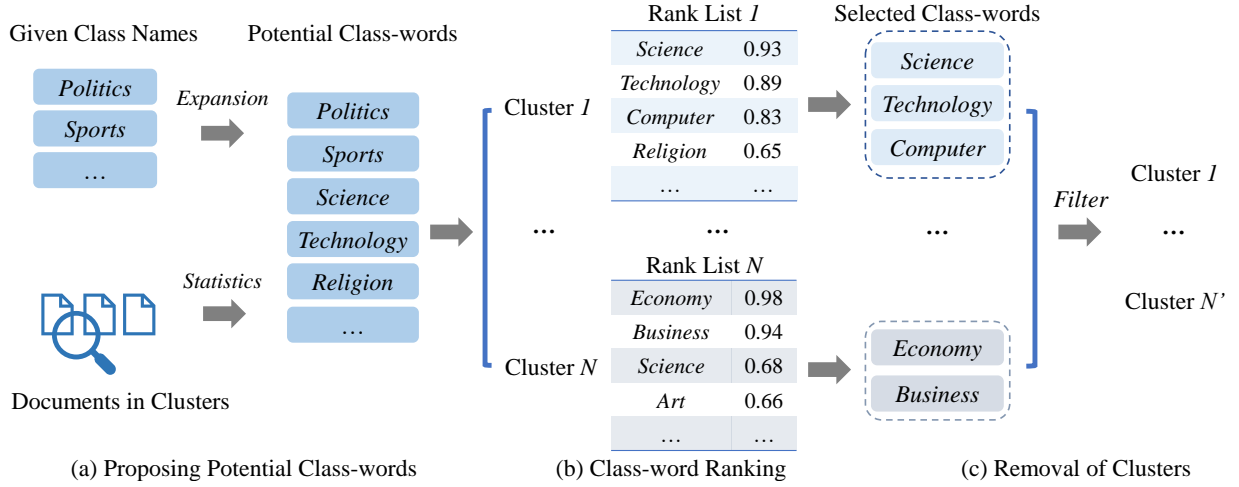 Given Class Names
Politics
Sports
…
Expansion
Documents in Clusters
Statistics
Potential Class-words
Politics
Sports
Science
Technology
Religion
…
Cluster 1
...
Cluster N
Rank List 1
Science 0.93
Technology 0.89
Computer 0.83
Religion 0.65
… …
...
Rank List N
Economy 0.98
Business 0.94
Science 0.68
Art 0.66
… …
Selected Class-words
Science
Technology
Computer
...
Economy
Business
Filter
Cluster 1
...
Cluster N’
(a) Proposing Potential Class-words
(b) Class-word Ranking
(c) Removal of Clusters